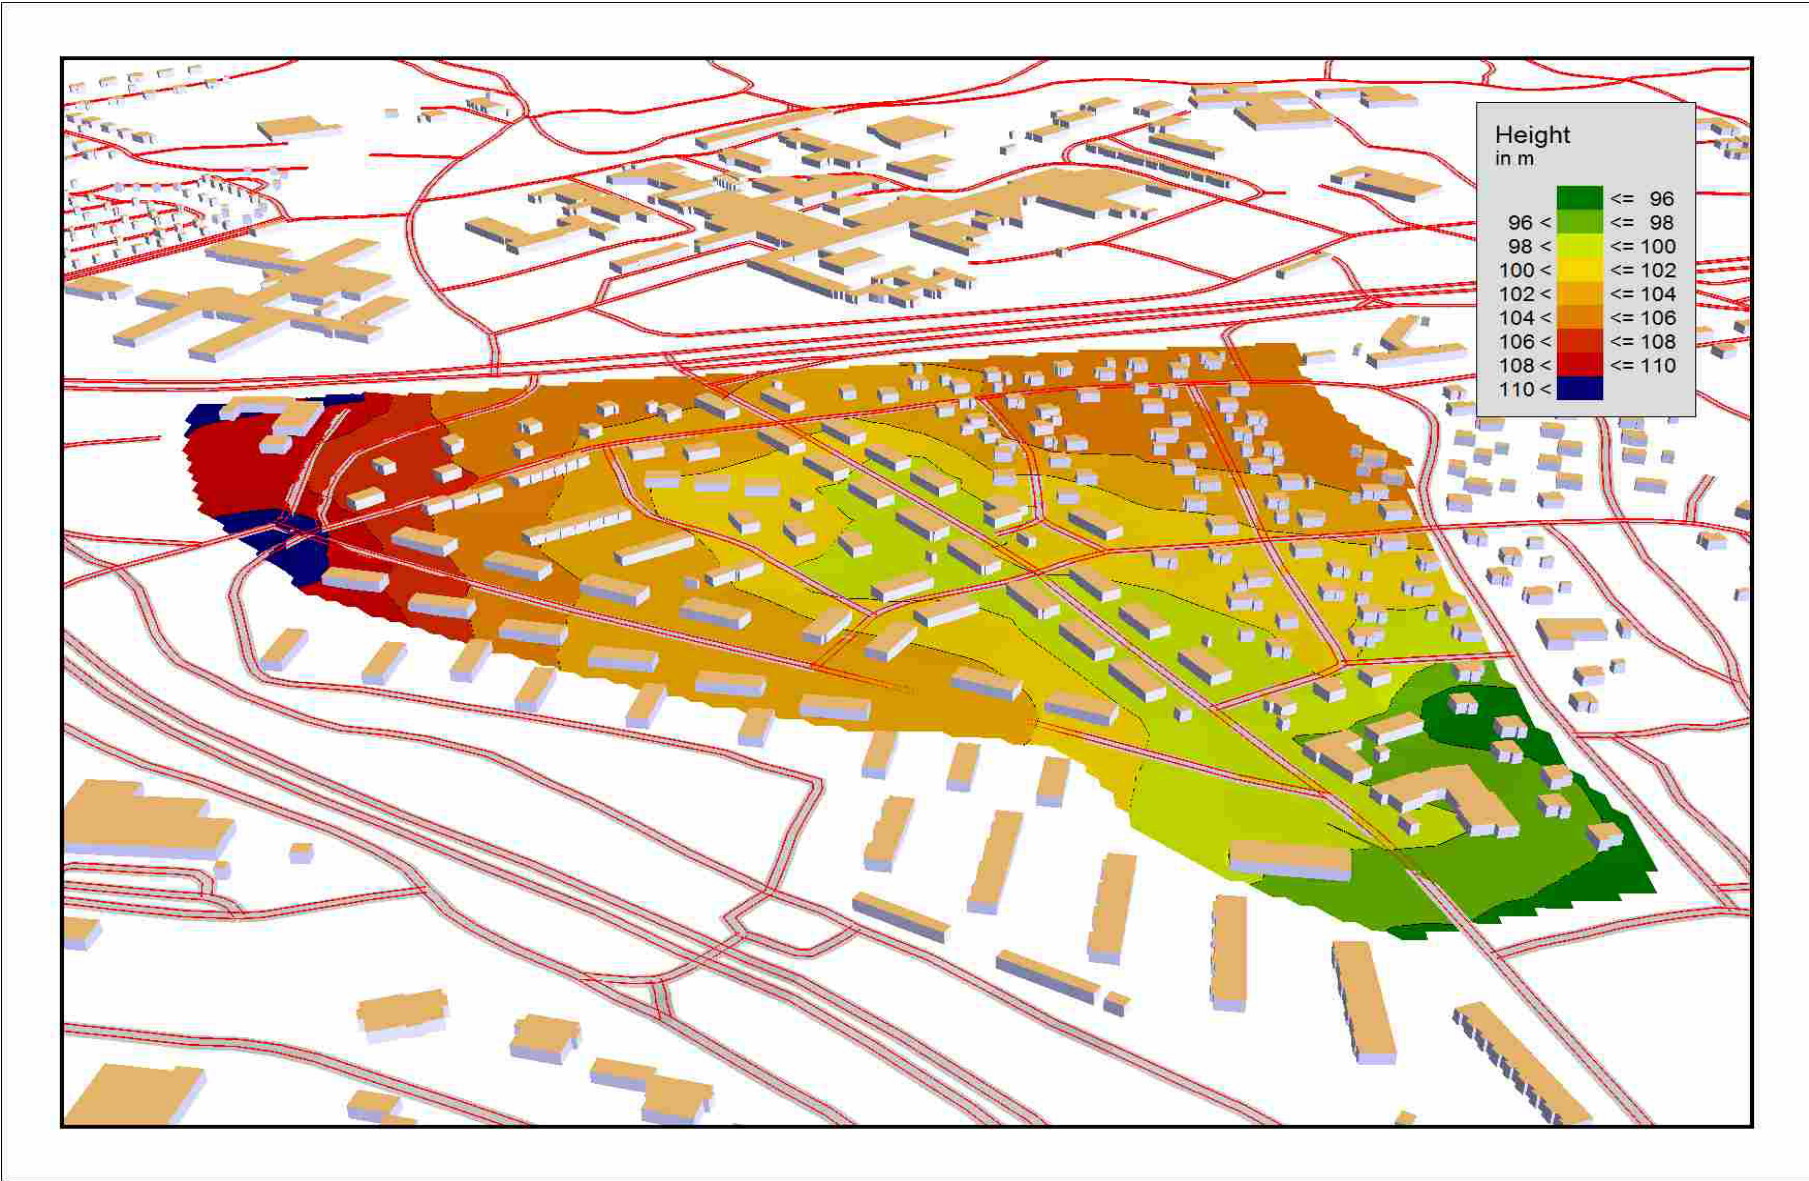 Height
in m
<= 96
96 < <= 98
98 < <= 100
100 < <= 102
102 < <= 104
104 < <= 106
106 < <= 108
108 < <= 110
110 <